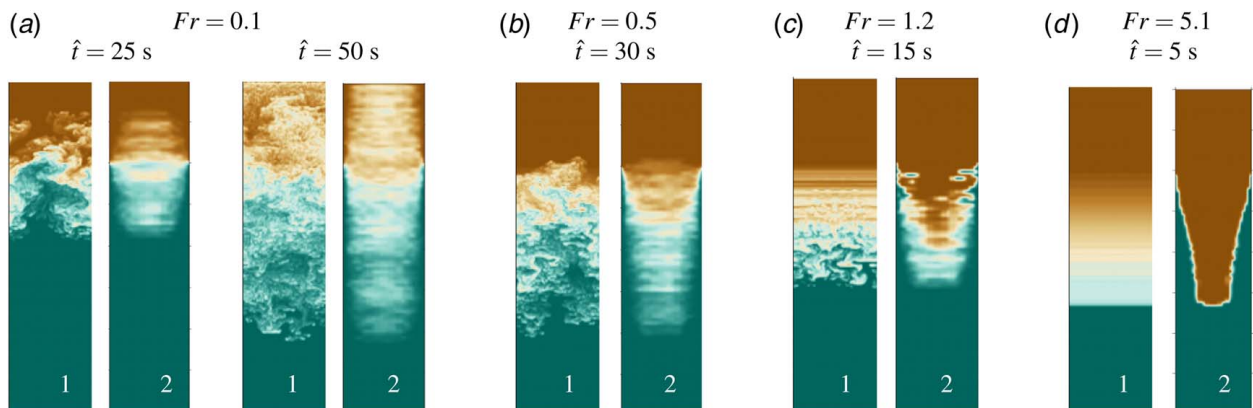 (a) Fr = 0.1
t̂ = 25 s t̂ = 50 s
1 2 1 2
(b) Fr = 0.5
t̂ = 30 s
1 2
(c) Fr = 1.2
t̂ = 15 s
1 2
(d) Fr = 5.1
t̂ = 5 s
1 2